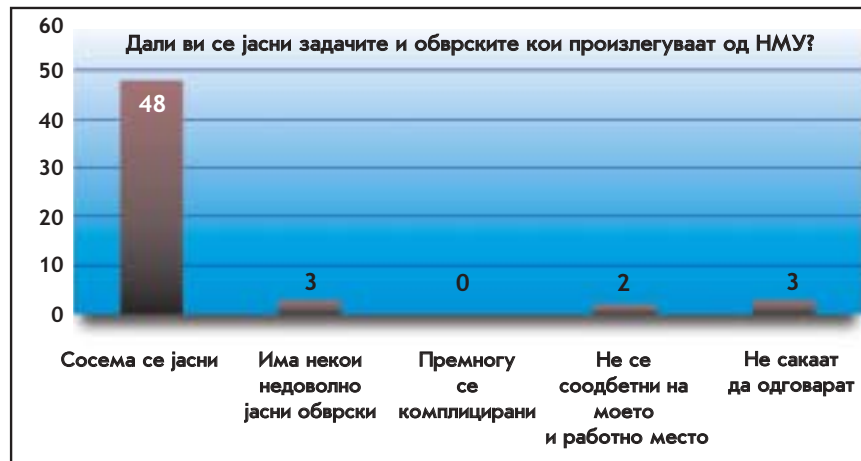 Дали ви се јасни задачите и обврските кои произлегуваат од НМУ?
60
50
40
30
20
10
0
48
3
0
2
3
Сосема се јасни
Има некои
недоволно
јасни обврски
Премногу
се
комплицирани
Не се
соодбетни на
моето
и работно место
Не сакаат
да одговарат